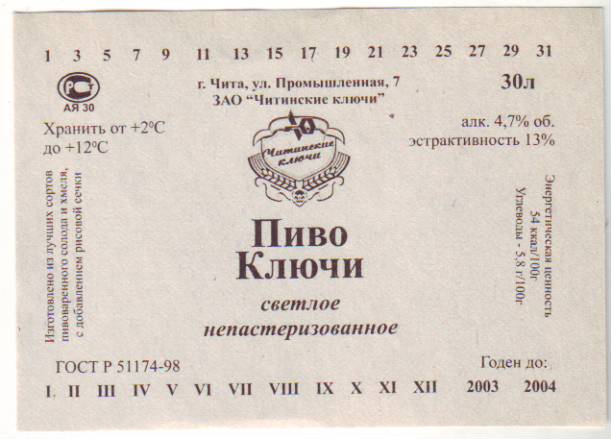 1 3 5 7 9 11 13 15 17 19 21 23 25 27 29 31
г. Чита, ул. Промышленная, 7
ЗАО “Читинские ключи”
30л
РСТ
АЯ 30
Хранить от +2°С
до +12°С
алк. 4,7% об.
эстрактивность 13%
Читинские
ключи
Изготовлено из лучших сортов
пивоваренного солода и хмеля,
с добавлением рисовой сечки
Энергетическая ценность
54 ккал/100г
Углеводы - 5,8 г/100г
Пиво
Ключи
светлое
непастеризованное
ГОСТ Р 51174-98
Годен до:
I II III IV V VI VII VIII IX X XI XII 2003 2004